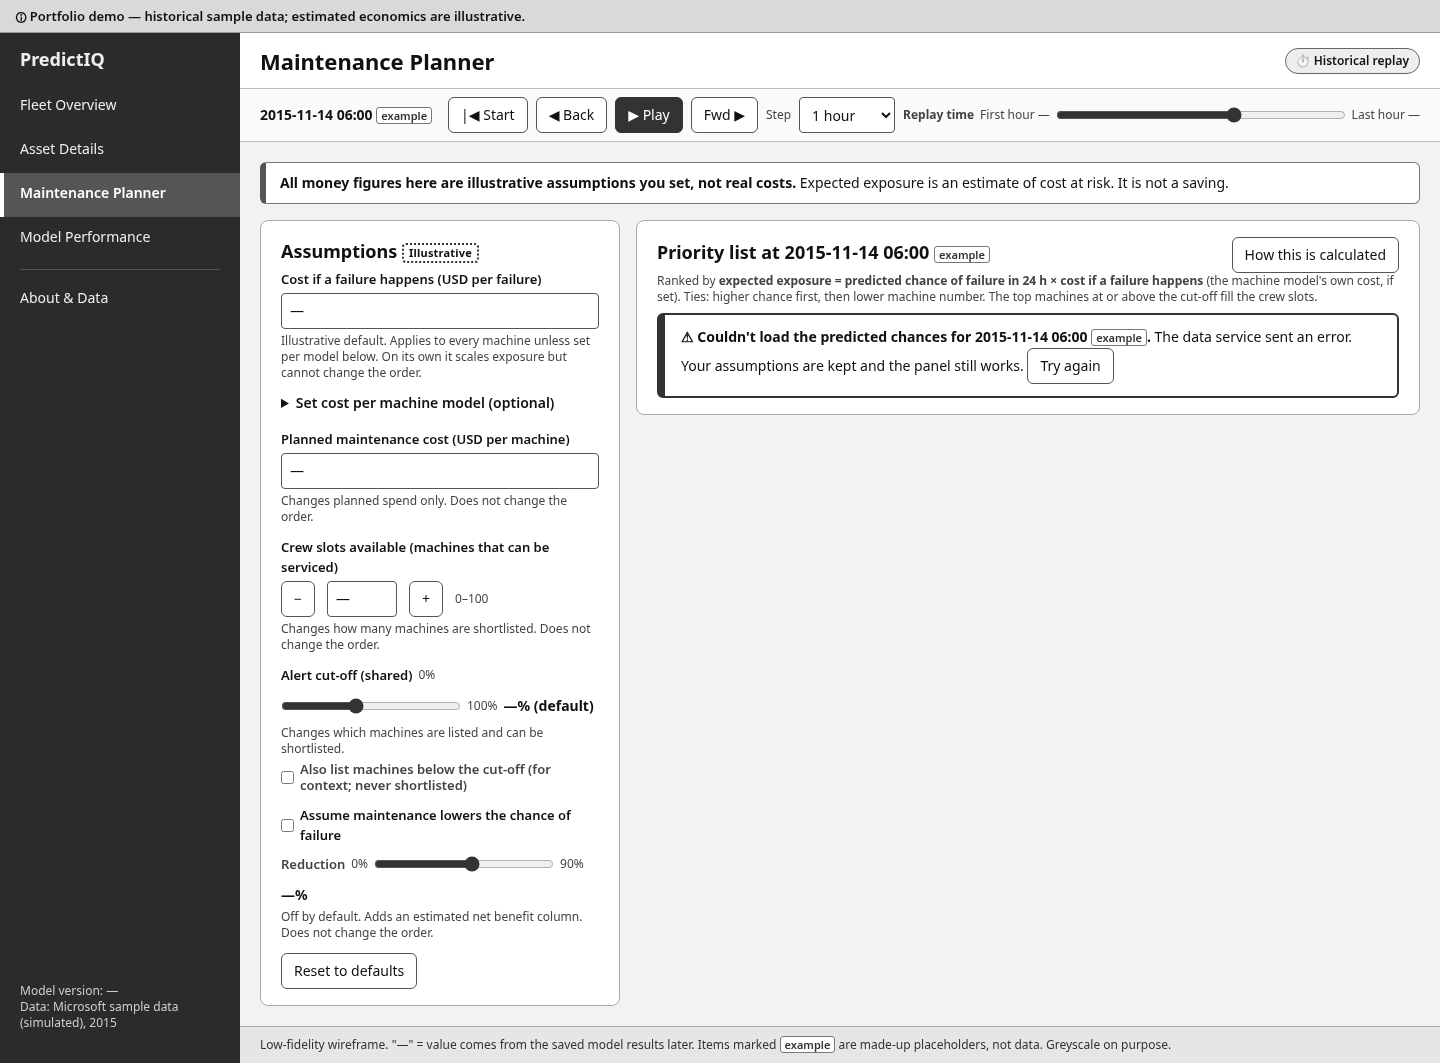 ⓘ Portfolio demo — historical sample data; estimated economics are illustrative.
PredictIQ
Fleet Overview
Asset Details
Maintenance Planner
Model Performance
About & Data
Model version: —
Data: Microsoft sample data
(simulated), 2015
Maintenance Planner
⏱ Historical replay
2015-11-14 06:00 example |◀ Start ◀ Back ▶ Play Fwd ▶ Step 1 hour Replay time First hour — Last hour —
All money figures here are illustrative assumptions you set, not real costs. Expected exposure is an estimate of cost at risk. It is not a saving.
Assumptions Illustrative
Cost if a failure happens (USD per failure)
—
Illustrative default. Applies to every machine unless set
per model below. On its own it scales exposure but
cannot change the order.
▶ Set cost per machine model (optional)
Planned maintenance cost (USD per machine)
—
Changes planned spend only. Does not change the
order.
Crew slots available (machines that can be
serviced)
− — + 0–100
Changes how many machines are shortlisted. Does not
change the order.
Alert cut-off (shared) 0%
100% —% (default)
Changes which machines are listed and can be
shortlisted.
Also list machines below the cut-off (for
context; never shortlisted)
Assume maintenance lowers the chance of
failure
Reduction 0% 90%
—%
Off by default. Adds an estimated net benefit column.
Does not change the order.
Reset to defaults
Priority list at 2015-11-14 06:00 example
How this is calculated
Ranked by expected exposure = predicted chance of failure in 24 h × cost if a failure happens (the machine model's own cost, if
set). Ties: higher chance first, then lower machine number. The top machines at or above the cut-off fill the crew slots.
⚠ Couldn't load the predicted chances for 2015-11-14 06:00 example . The data service sent an error.
Your assumptions are kept and the panel still works. Try again
Low-fidelity wireframe. "—" = value comes from the saved model results later. Items marked example are made-up placeholders, not data. Greyscale on purpose.